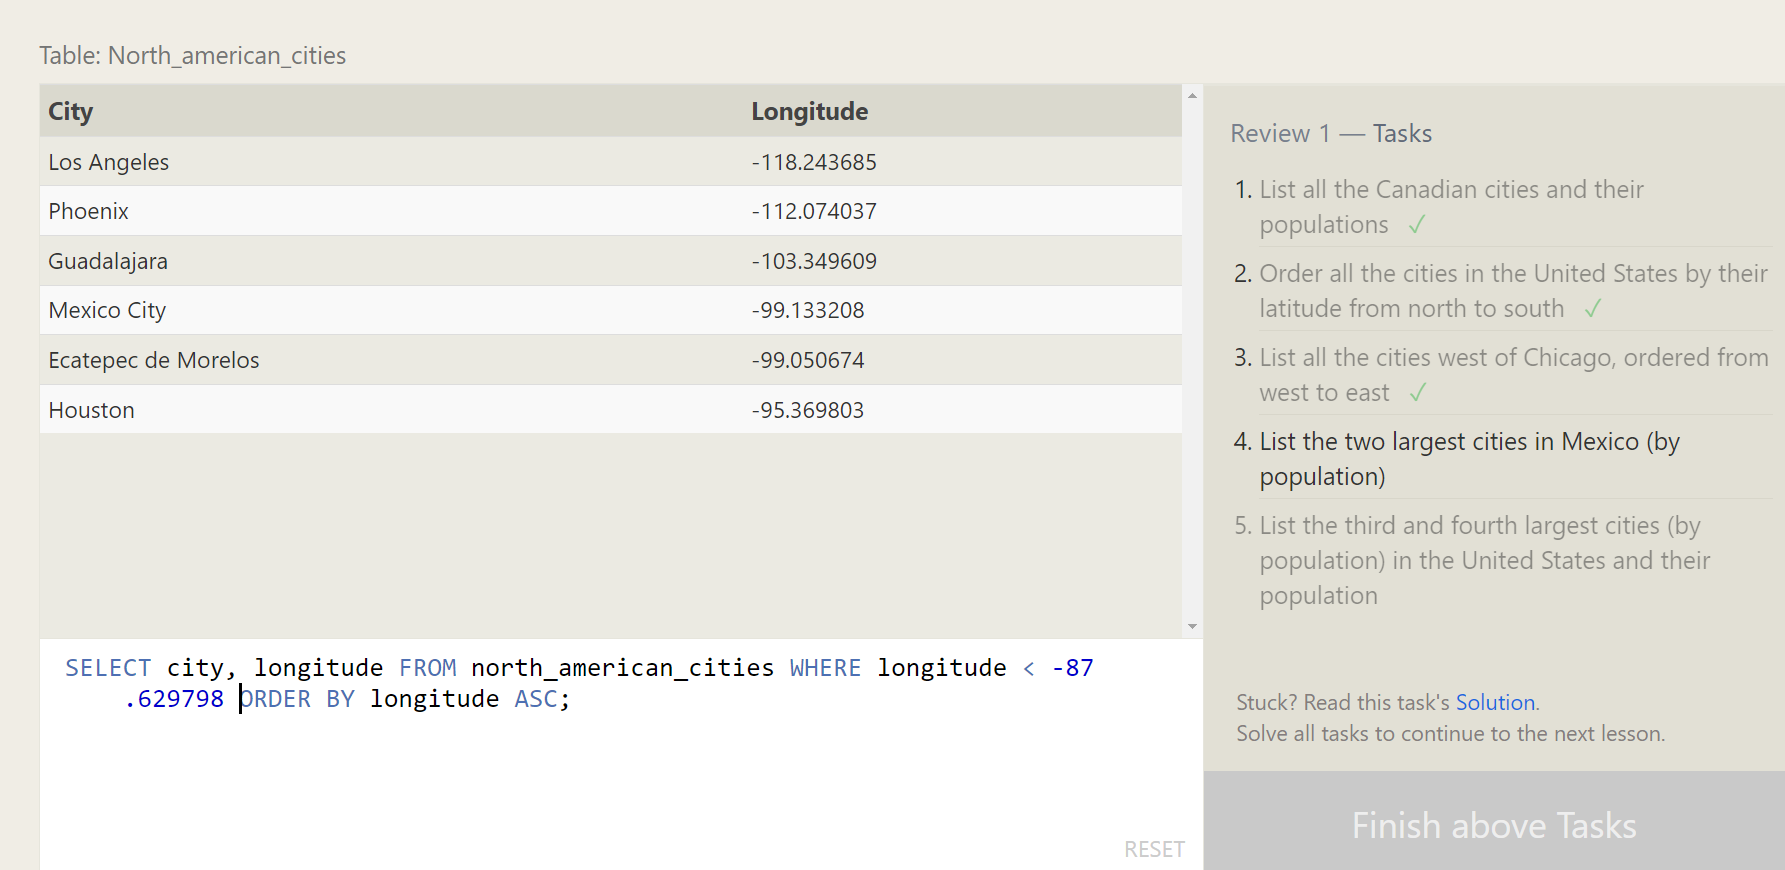 Table: North_american_cities
City Longitude
Los Angeles -118.243685
Phoenix -112.074037
Guadalajara -103.349609
Mexico City -99.133208
Ecatepec de Morelos -99.050674
Houston -95.369803
SELECT city, longitude FROM north_american_cities WHERE longitude < -87
.629798 ORDER BY longitude ASC;
RESET
Review 1 — Tasks
1. List all the Canadian cities and their
populations ✓
2. Order all the cities in the United States by their
latitude from north to south ✓
3. List all the cities west of Chicago, ordered from
west to east ✓
4. List the two largest cities in Mexico (by
population)
5. List the third and fourth largest cities (by
population) in the United States and their
population
Stuck? Read this task's Solution.
Solve all tasks to continue to the next lesson.
Finish above Tasks